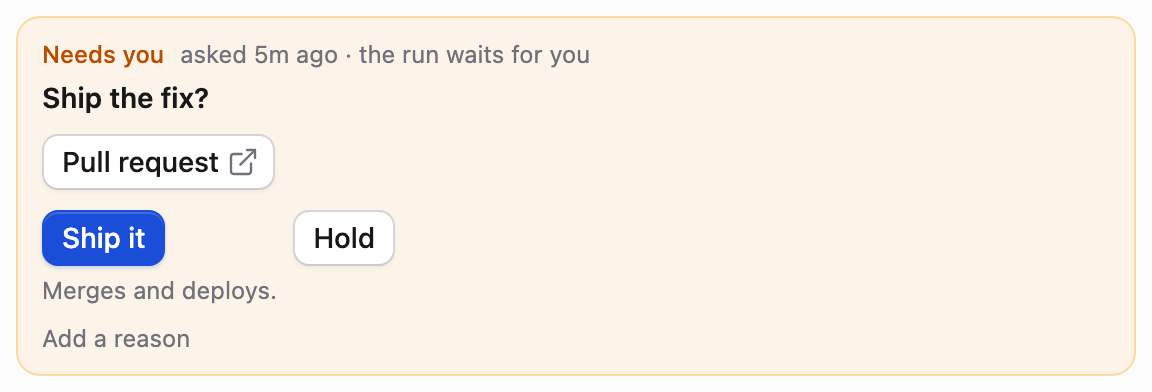 Needs you asked 5m ago · the run waits for you
Ship the fix?
Pull request
Ship it Hold
Merges and deploys.
Add a reason